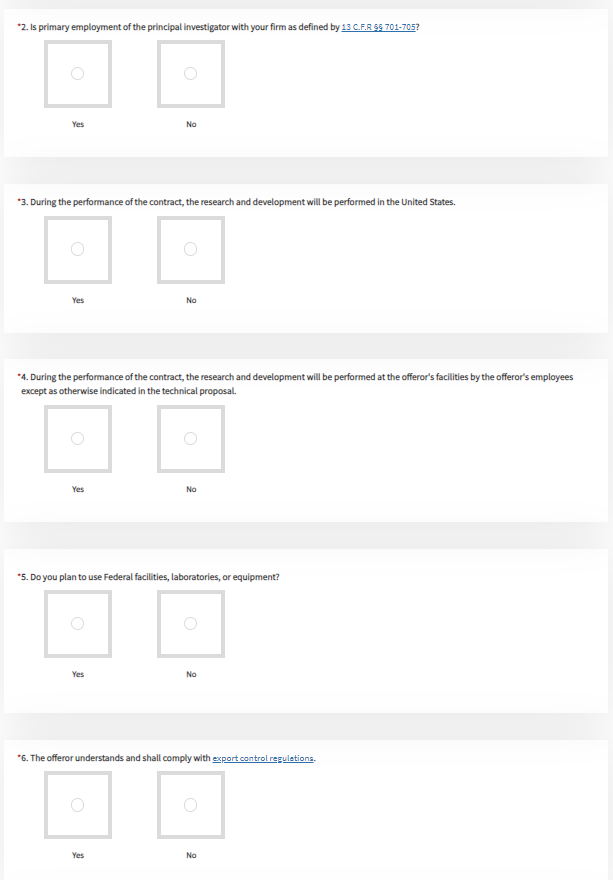 *2. Is primary employment of the principal investigator with your firm as defined by 13 C.F.R §§ 701-705?
Yes No
*3. During the performance of the contract, the research and development will be performed in the United States.
Yes No
*4. During the performance of the contract, the research and development will be performed at the offeror's facilities by the offeror's employees
except as otherwise indicated in the technical proposal.
Yes No
*5. Do you plan to use Federal facilities, laboratories, or equipment?
Yes No
*6. The offeror understands and shall comply with export control regulations.
Yes No